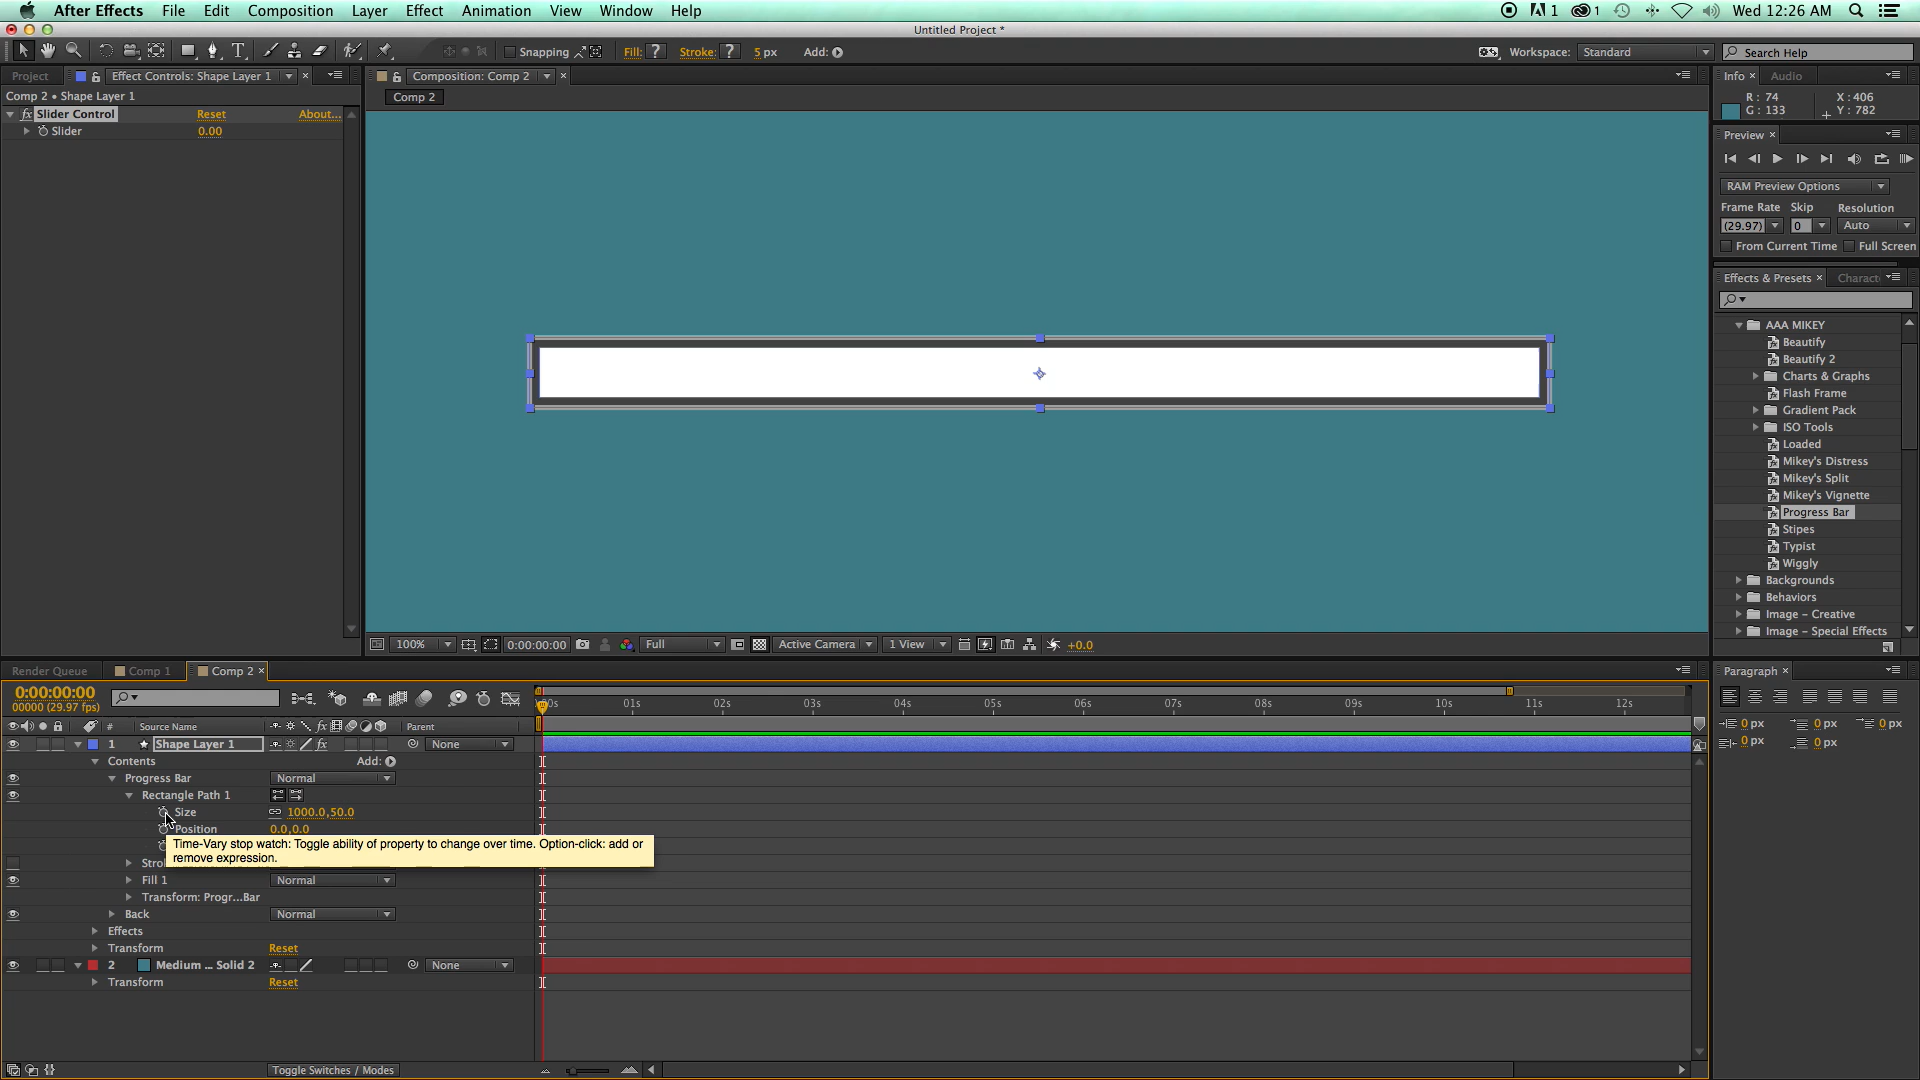 After Effects File Edit Composition Layer Effect Animation View Window Help 1 1 Wed 12:26 AM
Untitled Project *
T Snapping Fill: ? Stroke: ? 5 px Add: Workspace: Standard Search Help
Project Effect Controls: Shape Layer 1 × Composition: Comp 2 × Info × Audio
Comp 2 • Shape Layer 1 Comp 2
R: 74 X: 406
G: 133 Y: 782
fx Slider Control Reset About...
Slider 0.00
Preview ×
RAM Preview Options
Frame Rate Skip Resolution
(29.97) 0 Auto
From Current Time Full Screen
Effects & Presets × Charact
AAA MIKEY
Beautify
Beautify 2
Charts & Graphs
Flash Frame
Gradient Pack
ISO Tools
Loaded
Mikey's Distress
Mikey's Split
Mikey's Vignette
Progress Bar
Stipes
Typist
Wiggly
Backgrounds
Behaviors
Image - Creative
Image - Special Effects
100% 0:00:00:00 Full Active Camera 1 View +0.0
Render Queue Comp 1 Comp 2 × Paragraph ×
0:00:00:00
00000 (29.97 fps)
0s 01s 02s 03s 04s 05s 06s 07s 08s 09s 10s 11s 12s
# Source Name fx Parent
0 px 0 px 0 px
0 px 0 px
1 Shape Layer 1 fx None
Contents Add:
Progress Bar Normal
Rectangle Path 1
Size 1000.0,50.0
Position 0.0,0.0
Time-Vary stop watch: Toggle ability of property to change over time. Option-click: add or
remove expression.
Stro
Fill 1 Normal
Transform: Progr...Bar
Back Normal
Effects
Transform Reset
2 Medium ... Solid 2 None
Transform Reset
Toggle Switches / Modes